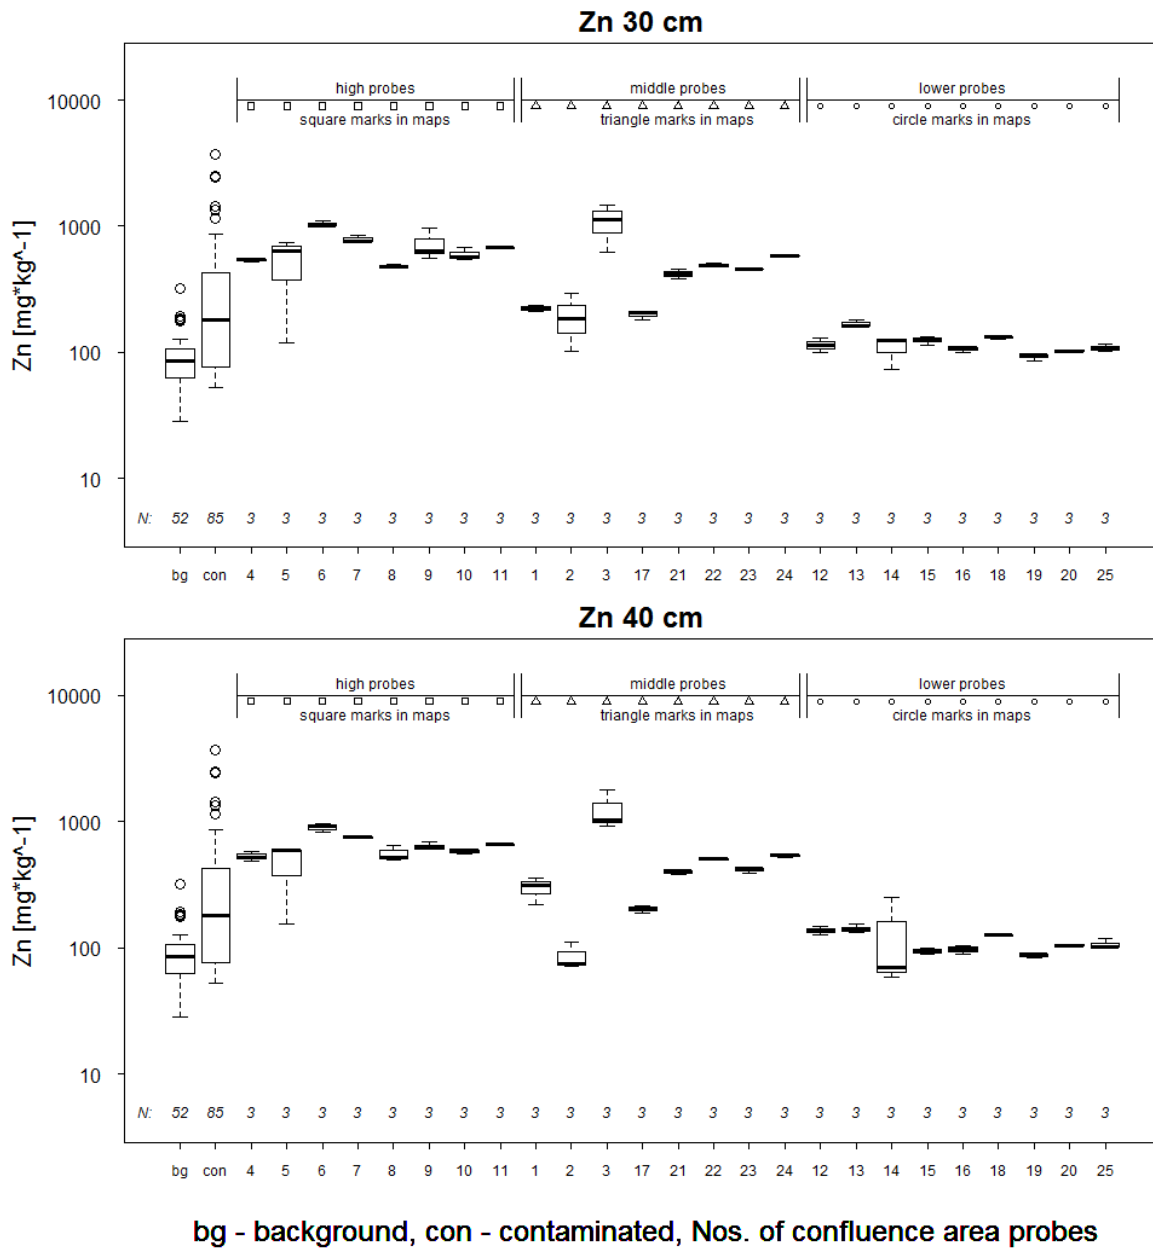 Zn 30 cm
high probes middle probes lower probes
10000
square marks in maps triangle marks in maps circle marks in maps
1000
Zn [mg*kg^-1]
100
10
N: 52 85 3 3 3 3 3 3 3 3 3 3 3 3 3 3 3 3 3 3 3 3 3 3 3 3 3
bg con 4 5 6 7 8 9 10 11 1 2 3 17 21 22 23 24 12 13 14 15 16 18 19 20 25
Zn 40 cm
high probes middle probes lower probes
10000
square marks in maps triangle marks in maps circle marks in maps
1000
Zn [mg*kg^-1]
100
10
N: 52 85 3 3 3 3 3 3 3 3 3 3 3 3 3 3 3 3 3 3 3 3 3 3 3 3 3
bg con 4 5 6 7 8 9 10 11 1 2 3 17 21 22 23 24 12 13 14 15 16 18 19 20 25
bg - background, con - contaminated, Nos. of confluence area probes